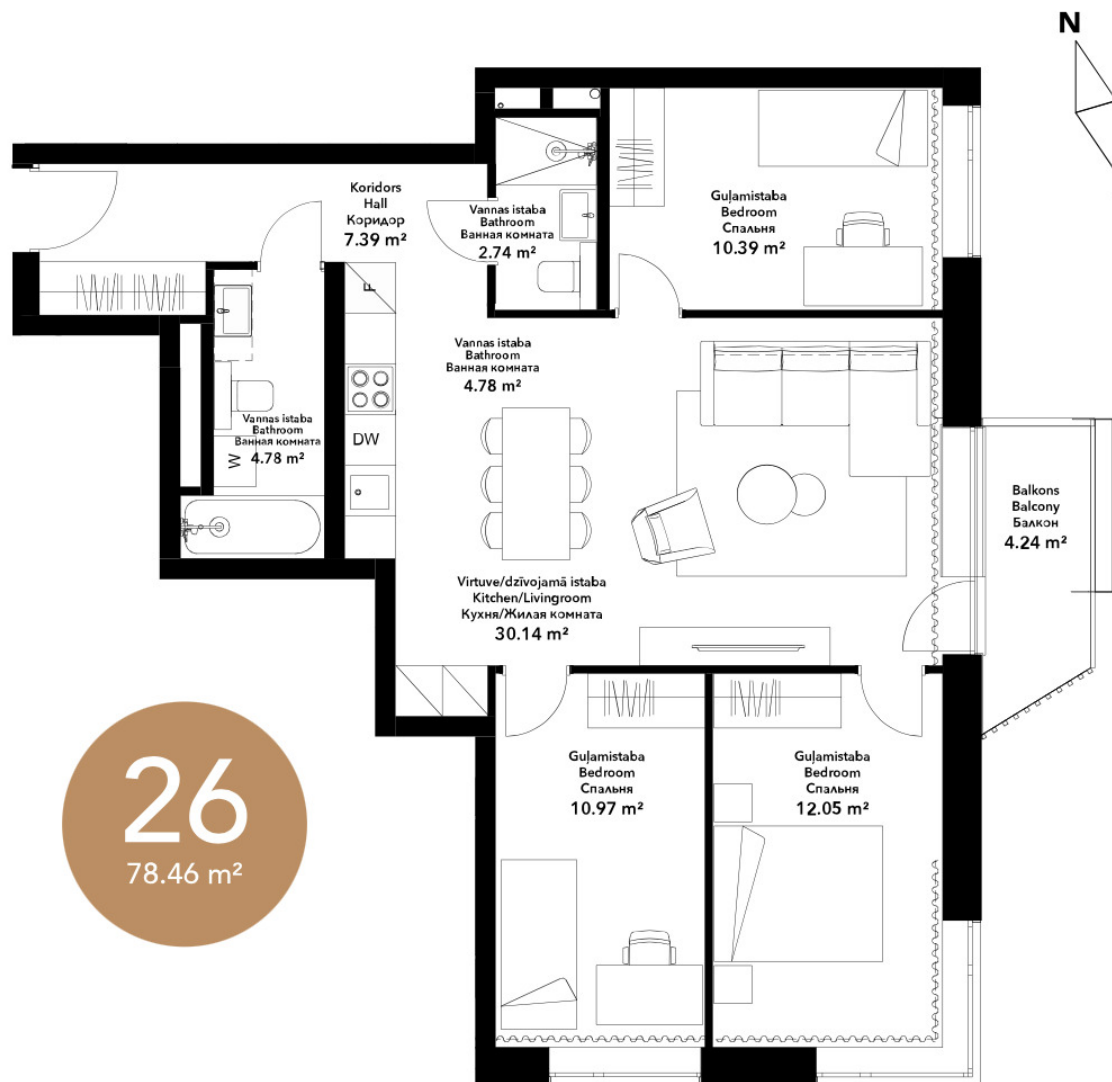 N
Koridors
Hall
Коридор
7.39 m²
Vannas istaba
Bathroom
Ванная комната
2.74 m²
Guļamistaba
Bedroom
Спальня
10.39 m²
F
Vannas istaba
Bathroom
Ванная комната
4.78 m²
Vannas istaba
Bathroom
Ванная комната
4.78 m²
W
DW
Balkons
Balcony
Балкон
4.24 m²
Virtuve/dzīvojamā istaba
Kitchen/Livingroom
Кухня/Жилая комната
30.14 m²
Guļamistaba
Bedroom
Спальня
10.97 m²
Guļamistaba
Bedroom
Спальня
12.05 m²
26
78.46 m²